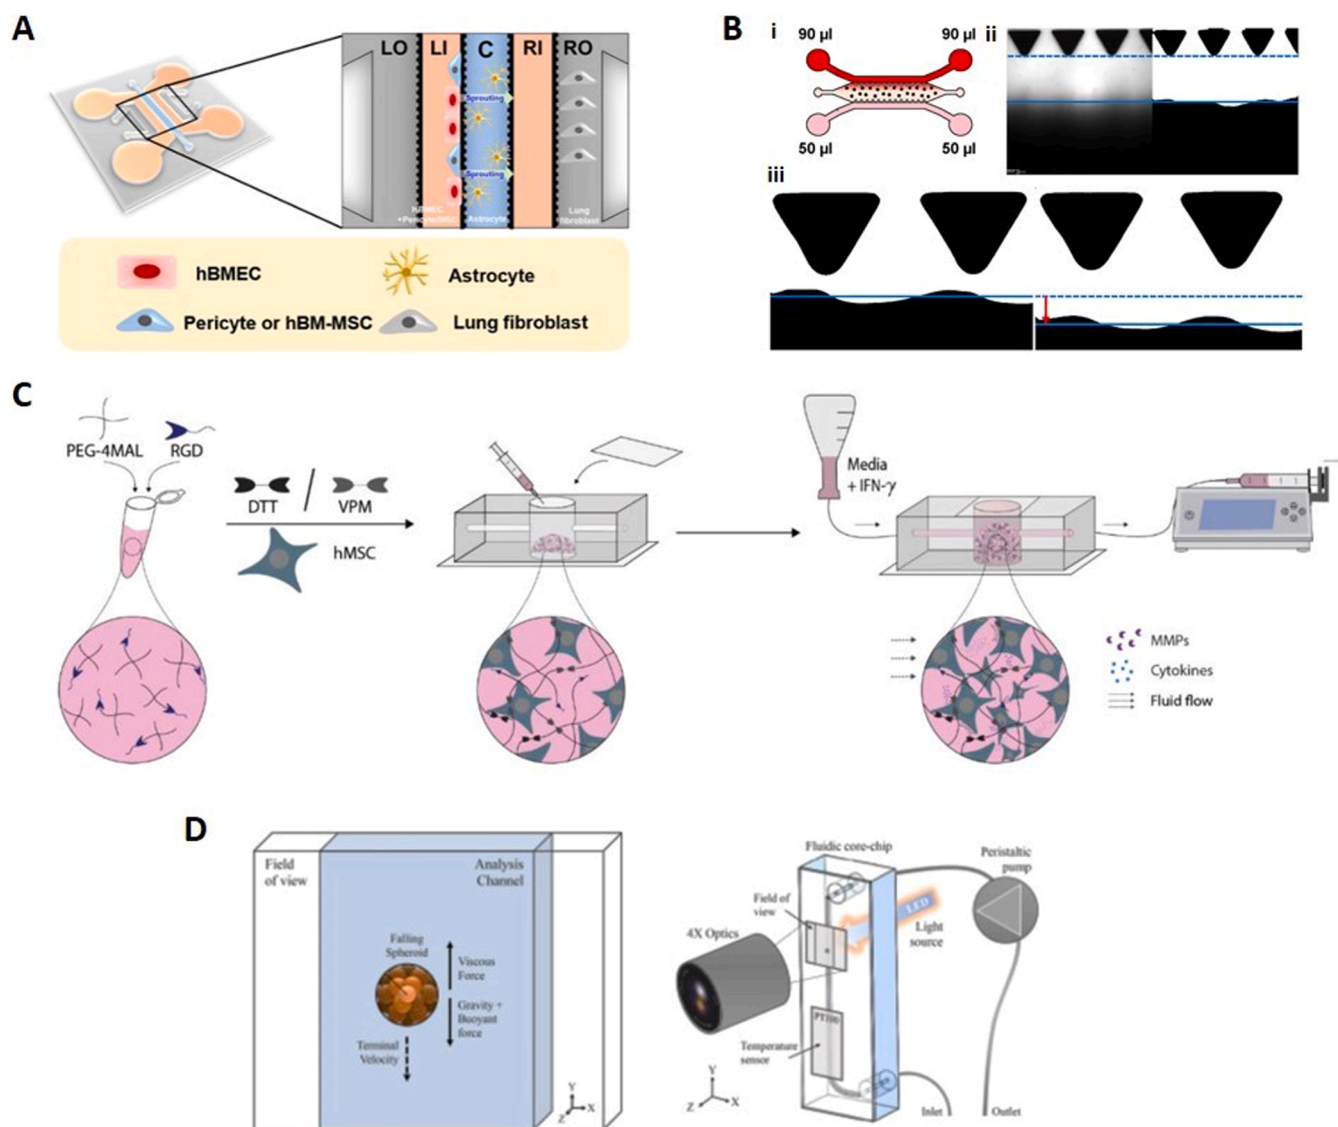 A
LO LI C RI RO
Sprouting
Sprouting
hBMEC
+Pericyte/MSC
Astrocyte
Lung
fibroblast
hBMEC
Astrocyte
Pericyte or hBM-MSC
Lung fibroblast
B
i
90 µl 90 µl
50 µl 50 µl
ii
iii
C
PEG-4MAL RGD
DTT / VPM
hMSC
Media
+ IFN-γ
MMPs
Cytokines
Fluid flow
D
Field
of view
Analysis
Channel
Falling
Spheroid
Viscous
Force
Gravity +
Buoyant
force
Terminal
Velocity
Y
X
Z
Fluidic core-chip
Peristaltic
pump
Field of
view
LED
Light
source
4X Optics
PT100
Temperature
sensor
Y
X
Z
Inlet
Outlet